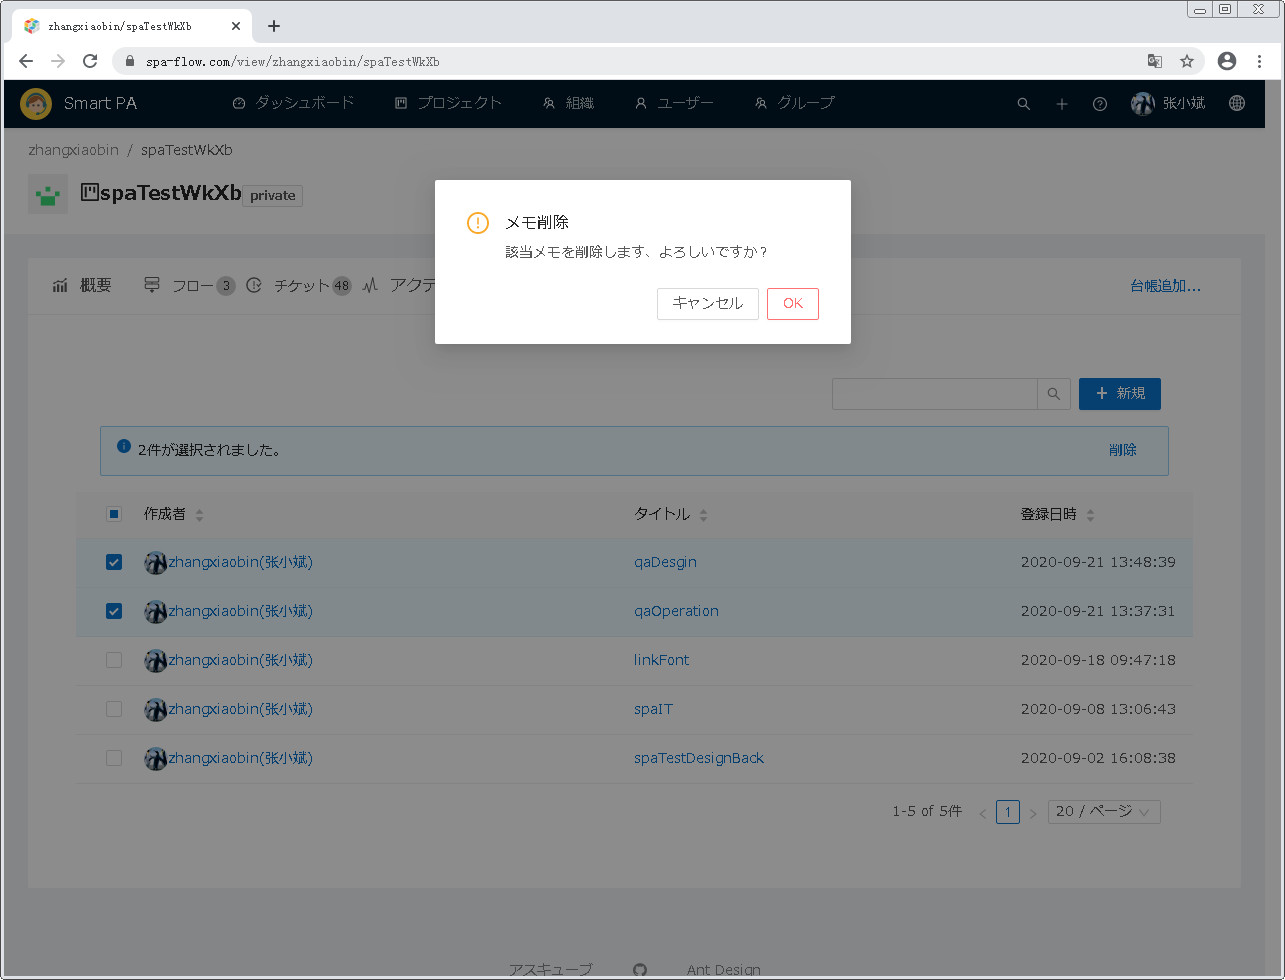 zhangxiaobin/spaTestWkXb
spa-flow.com/view/zhangxiaobin/spaTestWkXb
Smart PA ダッシュボード プロジェクト 組織 ユーザー グループ 张小斌
zhangxiaobin / spaTestWkXb
spaTestWkXb private
メモ削除
該当メモを削除します、よろしいですか？
キャンセル OK
概要 フロー 3 チケット 48 アクテ 台帳追加...
新規
2件が選択されました。 削除
作成者 タイトル 登録日時
zhangxiaobin(张小斌) qaDesgin 2020-09-21 13:48:39
zhangxiaobin(张小斌) qaOperation 2020-09-21 13:37:31
zhangxiaobin(张小斌) linkFont 2020-09-18 09:47:18
zhangxiaobin(张小斌) spaIT 2020-09-08 13:06:43
zhangxiaobin(张小斌) spaTestDesignBack 2020-09-02 16:08:38
1-5 of 5件 1 20 / ページ
アスキューブ Ant Design